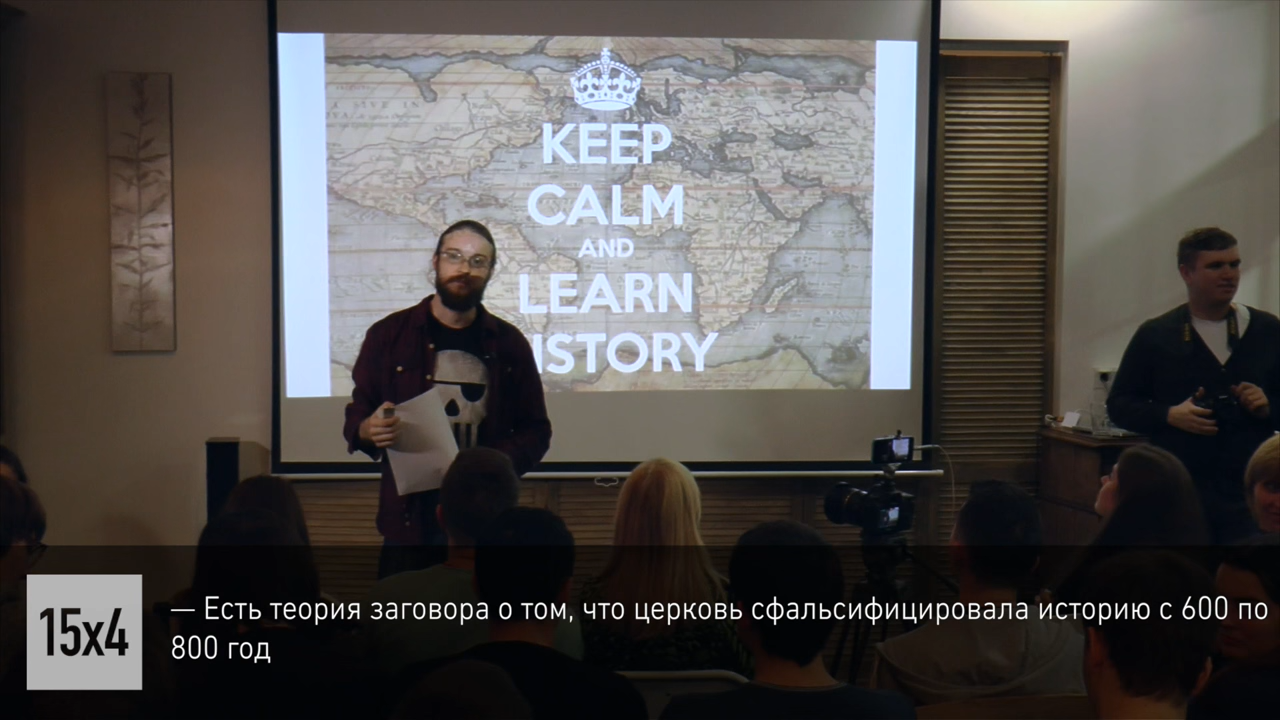 KEEP
CALM
AND
LEARN
ISTORY
15x4
— Есть теория заговора о том, что церковь сфальсифицировала историю с 600 по
800 год